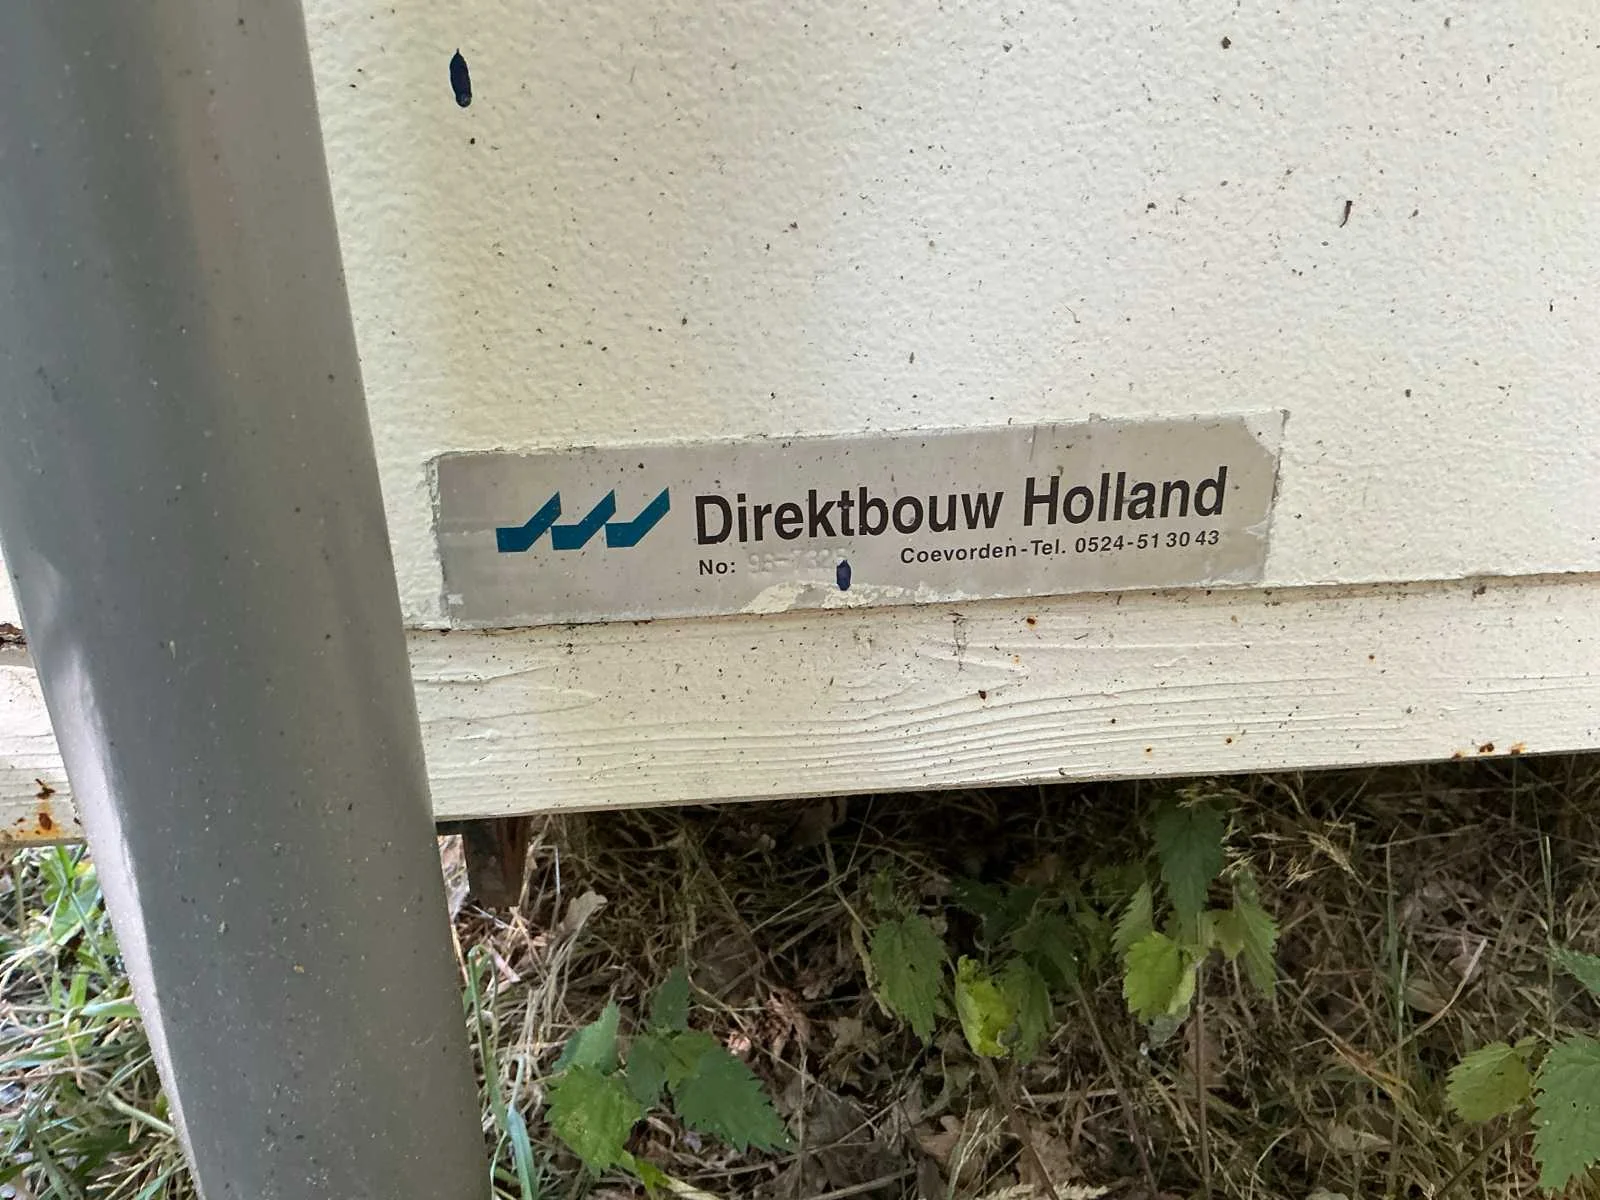 Direktbouw Holland
No: Coevorden-Tel. 0524-51 30 43